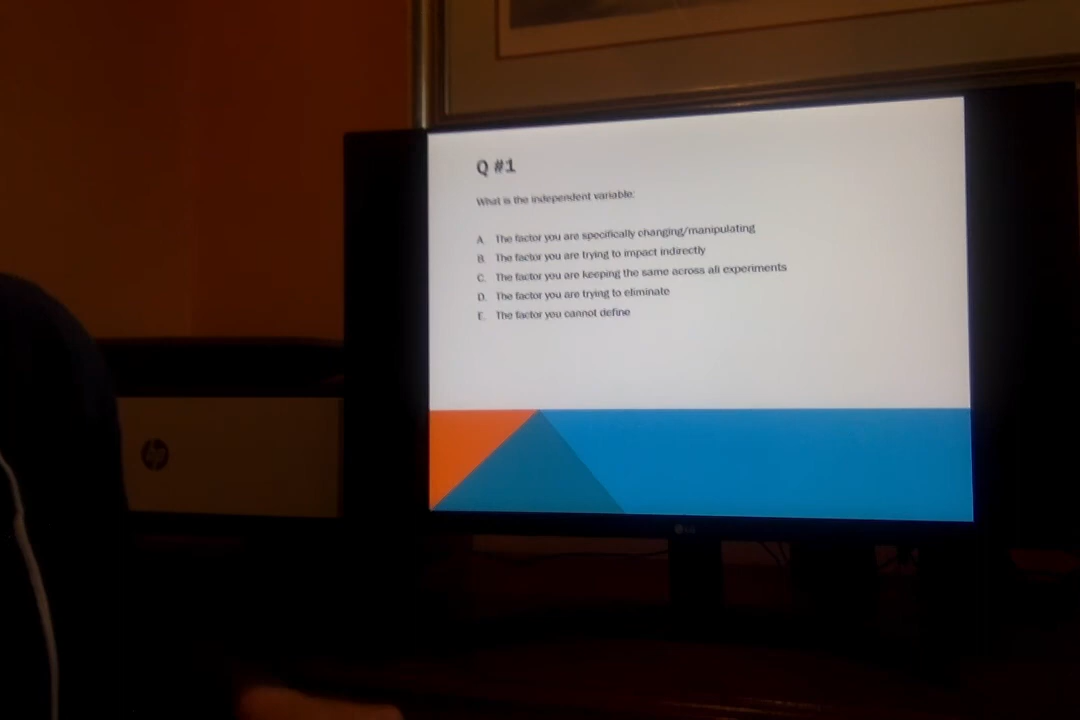 Q #1
What is the independent variable:
A. The factor you are specifically changing/manipulating
B. The factor you are trying to impact indirectly
C. The factor you are keeping the same across all experiments
D. The factor you are trying to eliminate
E. The factor you cannot define
hp
LG